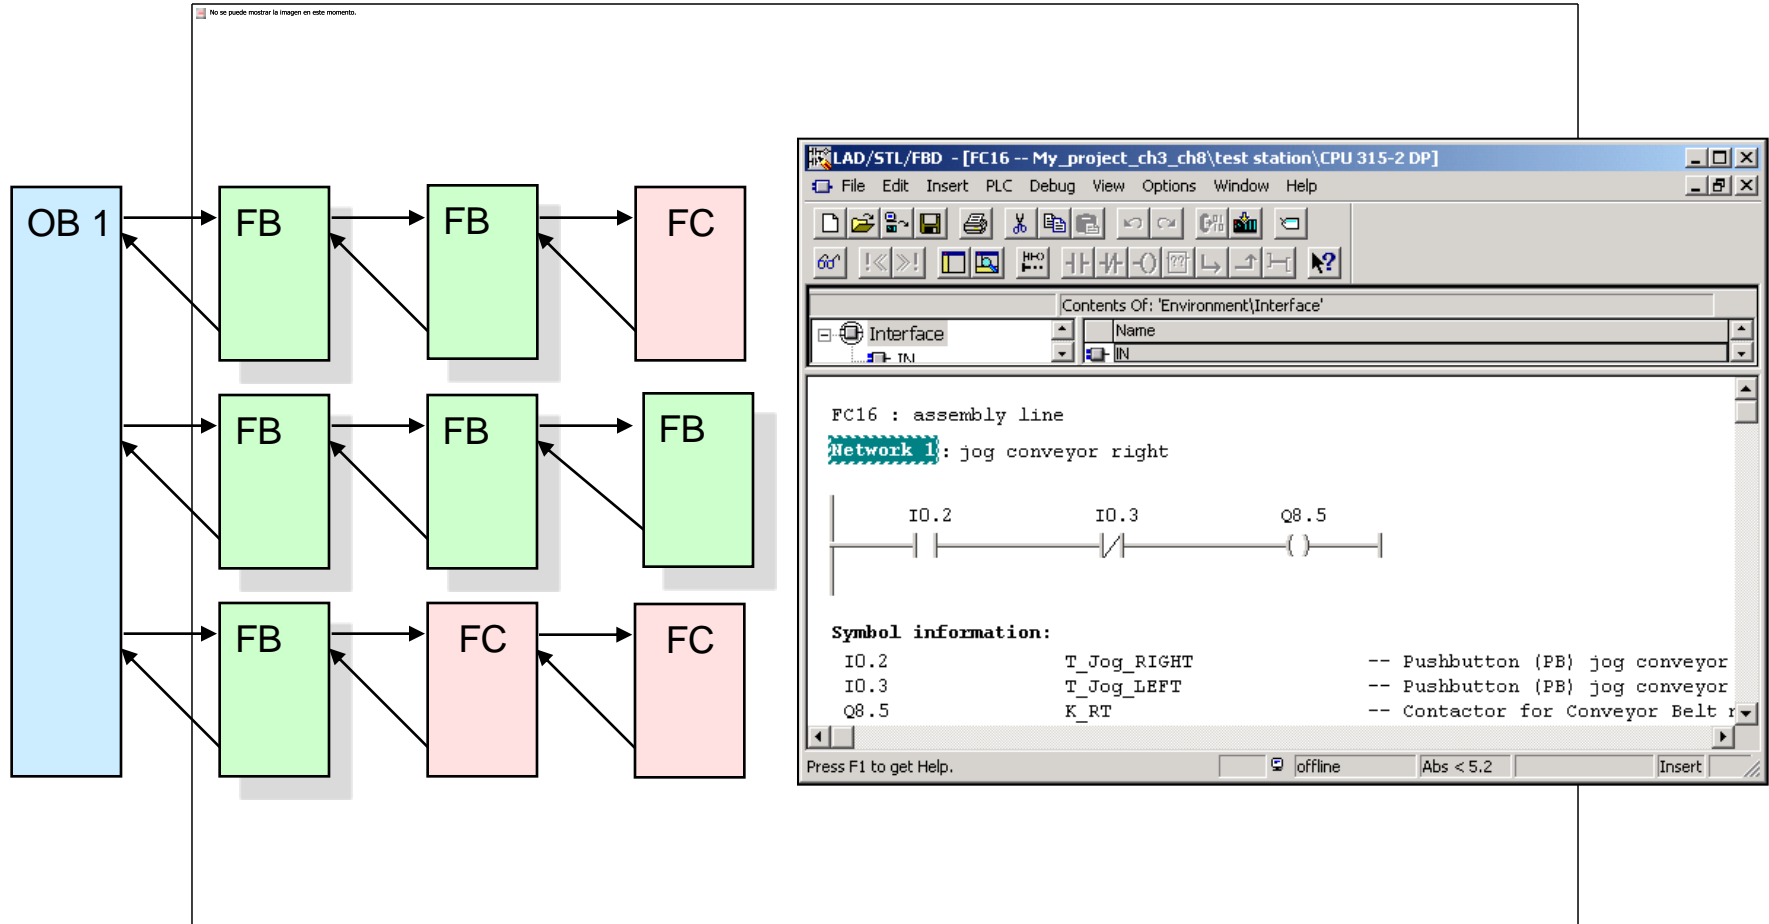 No se puede mostrar la imagen en este momento.
OB 1
FB
FB
FC
FB
FB
FB
FB
FC
FC
LAD/STL/FBD - [FC16 -- My_project_ch3_ch8\test station\CPU 315-2 DP]
File Edit Insert PLC Debug View Options Window Help
Contents Of: 'Environment\Interface'
Interface
Name
IN
IN
FC16 : assembly line
Network 1: jog conveyor right
I0.2 I0.3 Q8.5
Symbol information:
I0.2 T_Jog_RIGHT -- Pushbutton (PB) jog conveyor
I0.3 T_Jog_LEFT -- Pushbutton (PB) jog conveyor
Q8.5 K_RT -- Contactor for Conveyor Belt r
Press F1 to get Help.
offline
Abs < 5.2
Insert